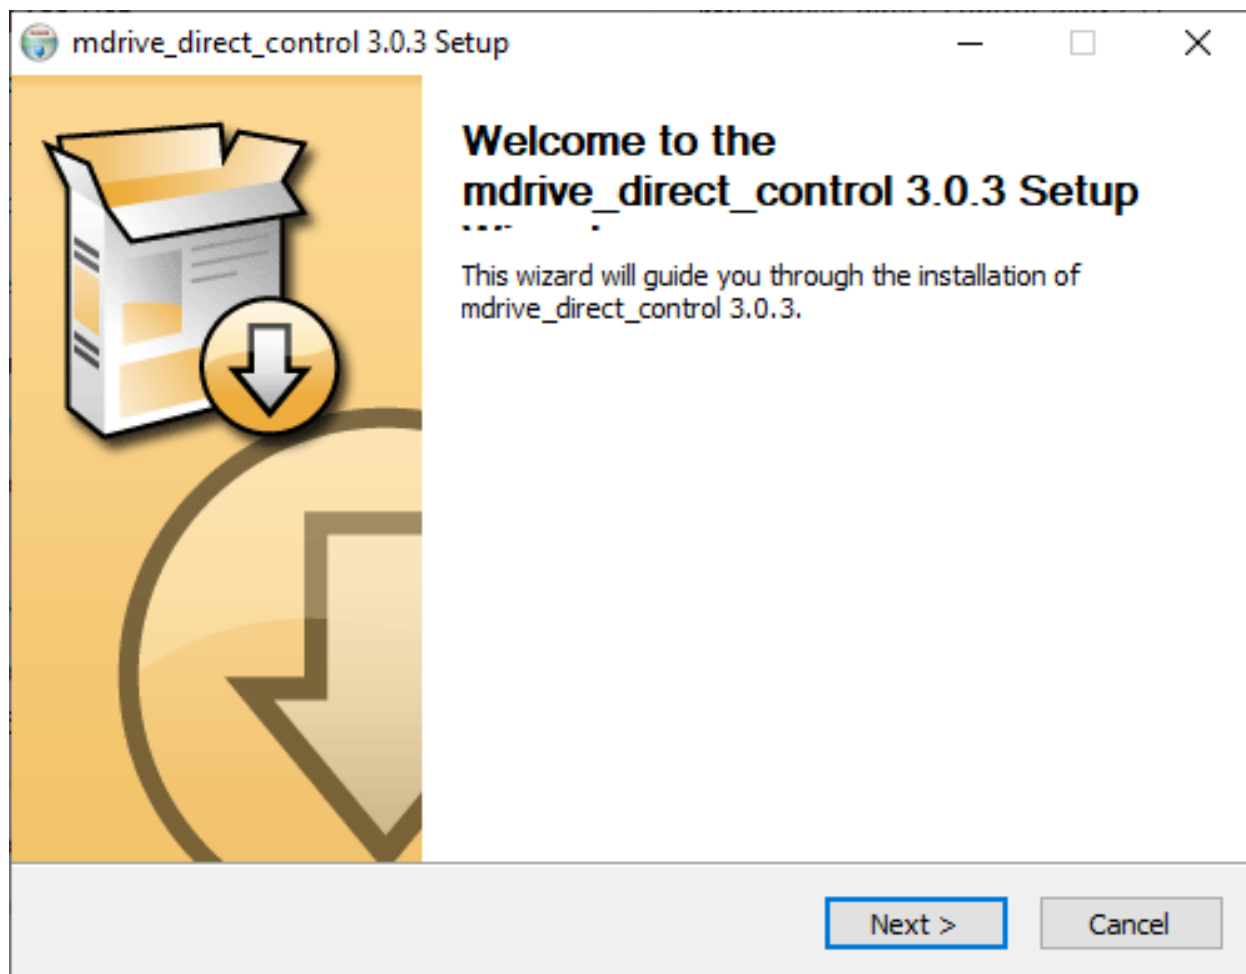 mdrive_direct_control 3.0.3 Setup
Welcome to the
mdrive_direct_control 3.0.3 Setup
This wizard will guide you through the installation of
mdrive_direct_control 3.0.3.
Next >
Cancel